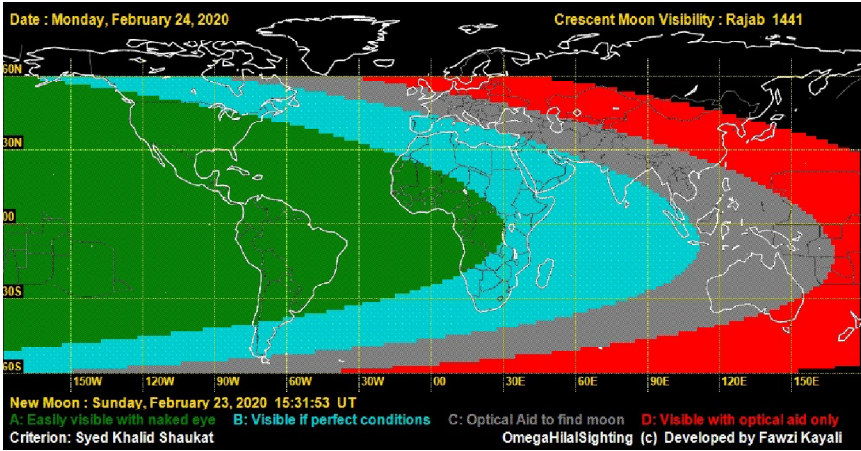 Date : Monday, February 24, 2020 Crescent Moon Visibility : Rajab 1441
60N
30N
00
30S
60S
150W 120W 90W 60W 30W 00 30E 60E 90E 120E 150E
New Moon : Sunday, February 23, 2020 15:31:53 UT
A: Easily visible with naked eye B: Visible if perfect conditions C: Optical Aid to find moon D: Visible with optical aid only
Criterion: Syed Khalid Shaukat OmegaHilalSighting (c) Developed by Fawzi Kayali